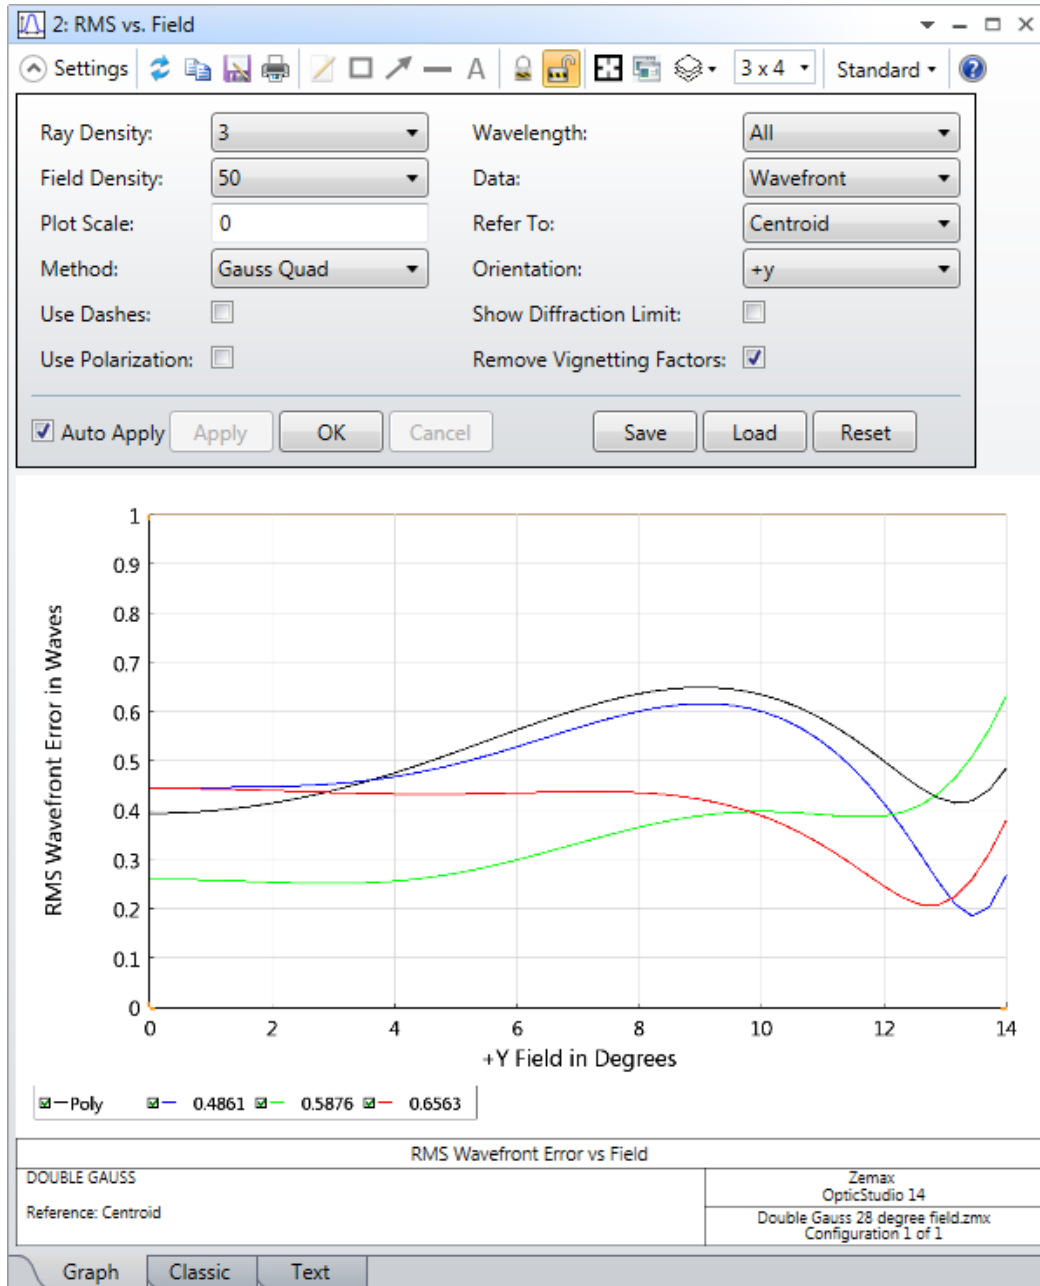 2: RMS vs. Field
Settings A 3 x 4 Standard ?
Ray Density: 3 Wavelength: All
Field Density: 50 Data: Wavefront
Plot Scale: 0 Refer To: Centroid
Method: Gauss Quad Orientation: +y
Use Dashes: Show Diffraction Limit:
Use Polarization: Remove Vignetting Factors:
Auto Apply Apply OK Cancel Save Load Reset
RMS Wavefront Error in Waves
1
0.9
0.8
0.7
0.6
0.5
0.4
0.3
0.2
0.1
0
0 2 4 6 8 10 12 14
+Y Field in Degrees
Poly 0.4861 0.5876 0.6563
RMS Wavefront Error vs Field
DOUBLE GAUSS
Reference: Centroid
Zemax
OpticStudio 14
Double Gauss 28 degree field.zmx
Configuration 1 of 1
Graph Classic Text